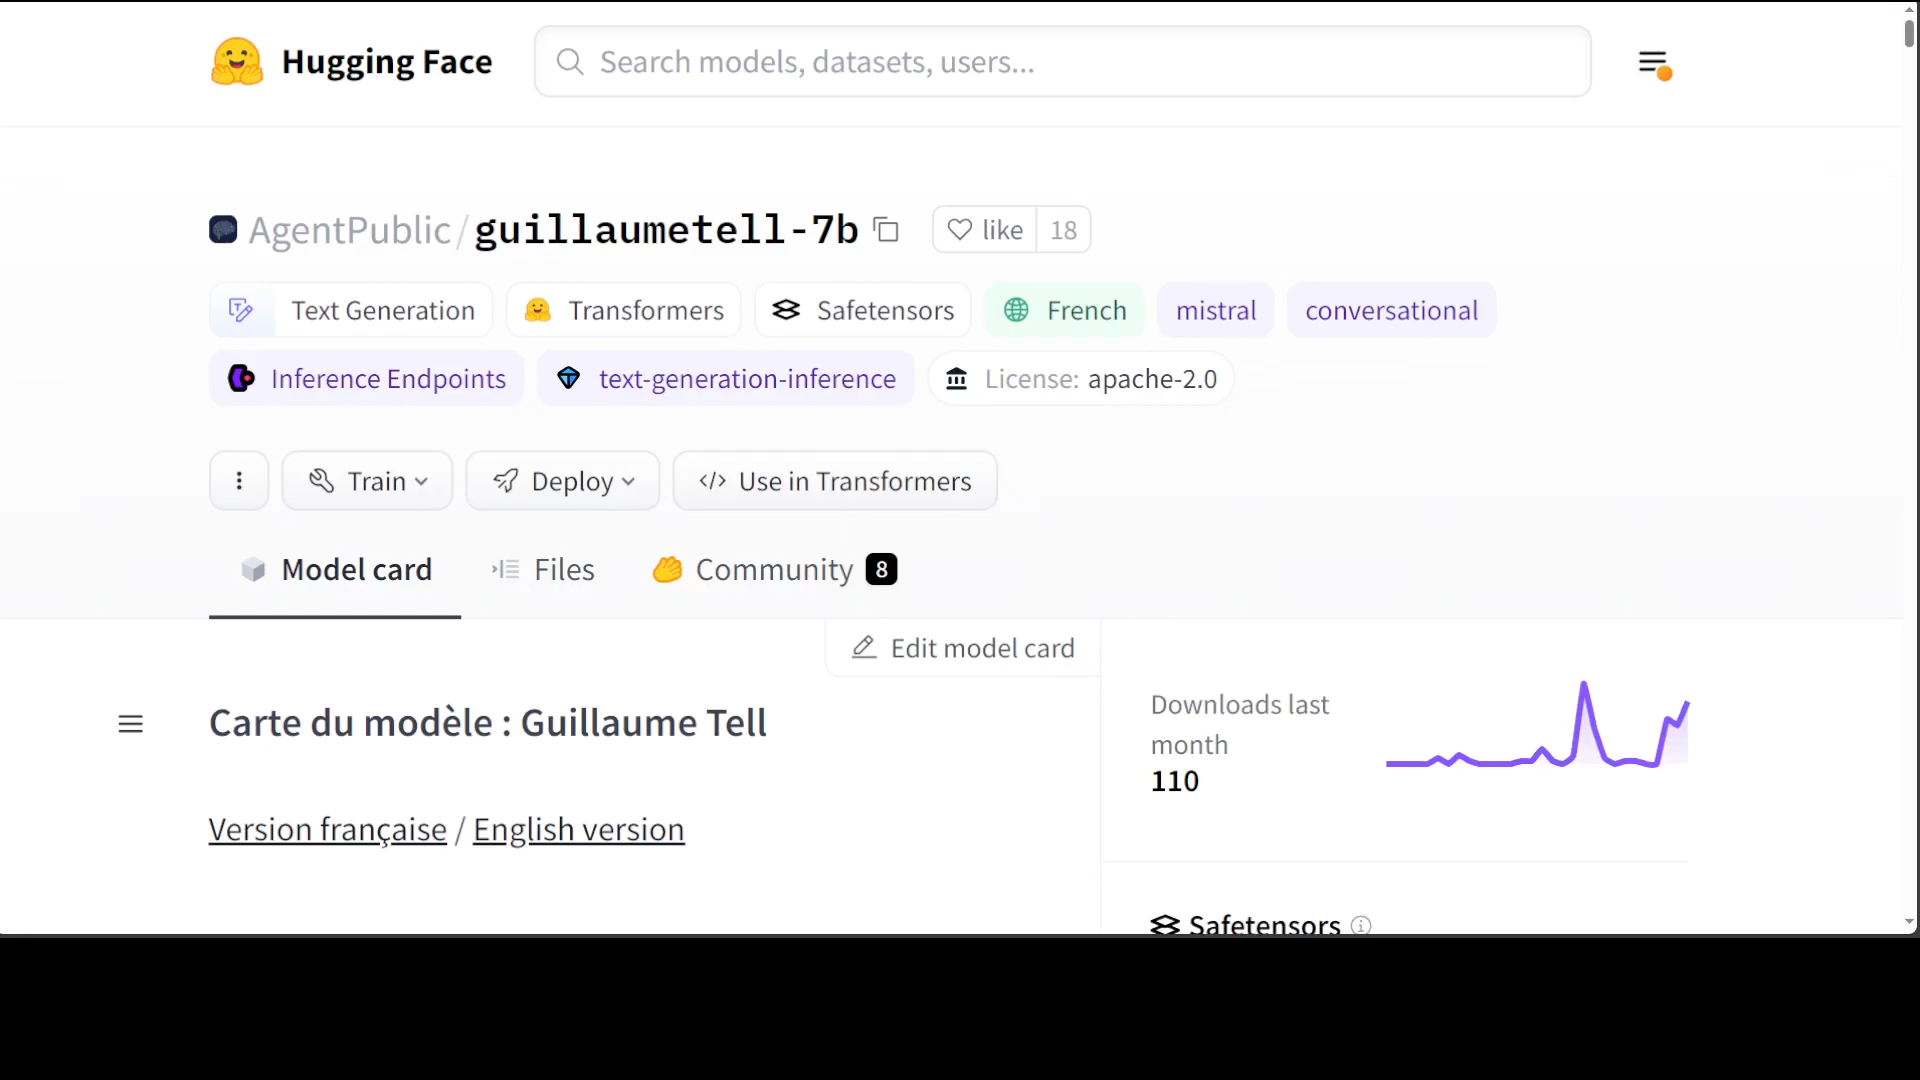 Hugging Face
Search models, datasets, users...
AgentPublic/guillaumetell-7b
like 18
Text Generation Transformers Safetensors French mistral conversational
Inference Endpoints text-generation-inference License: apache-2.0
Train Deploy </> Use in Transformers
Model card Files Community 8
Edit model card
Carte du modèle : Guillaume Tell
Version française / English version
Downloads last
month
110
Safetensors